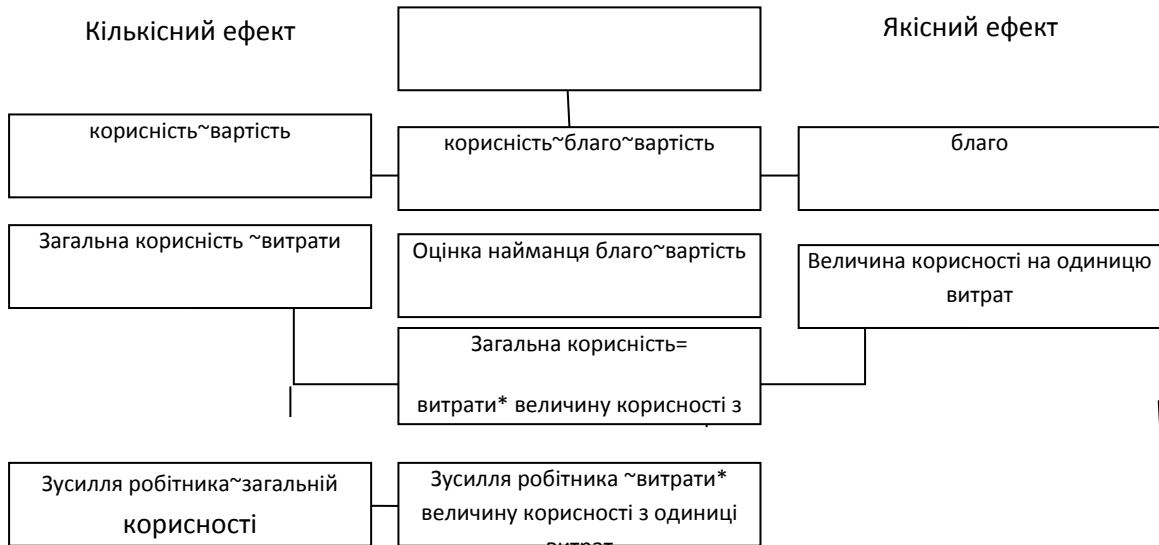 Кількісний ефект
Якісний ефект
корисність~вартість
корисність~благо~вартість
благо
Загальна корисність ~витрати
Оцінка найманця благо~вартість
Величина корисності на одиницю
витрат
Загальна корисність=
витрати* величину корисності з
Зусилля робітника~загальній
корисності
Зусилля робітника ~витрати*
величину корисності з одиниці